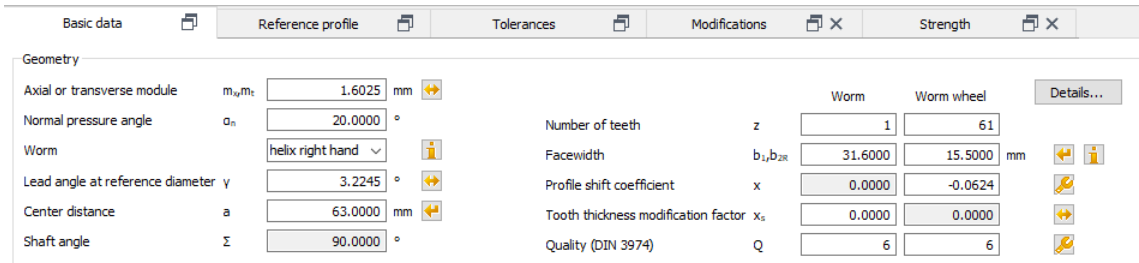 Basic data Reference profile Tolerances Modifications Strength
Geometry
Axial or transverse module mₓ,mₜ 1.6025 mm
Normal pressure angle αₙ 20.0000 °
Worm helix right hand
Lead angle at reference diameter γ 3.2245 °
Center distance a 63.0000 mm
Shaft angle Σ 90.0000 °
Worm Worm wheel Details...
Number of teeth z 1 61
Facewidth b₁,b₂ᵣ 31.6000 15.5000 mm
Profile shift coefficient x 0.0000 -0.0624
Tooth thickness modification factor xₛ 0.0000 0.0000
Quality (DIN 3974) Q 6 6